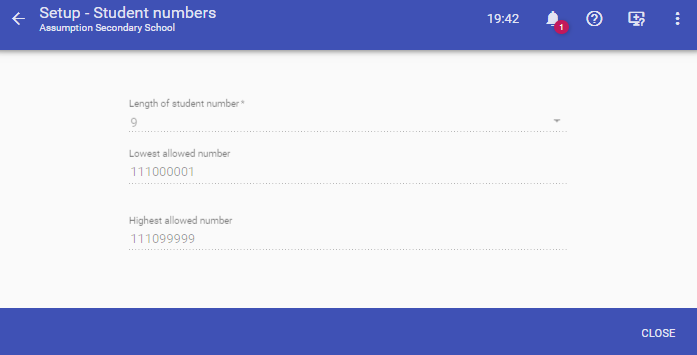 Setup - Student numbers
Assumption Secondary School
19:42
1
Length of student number *
9
Lowest allowed number
111000001
Highest allowed number
111099999
CLOSE